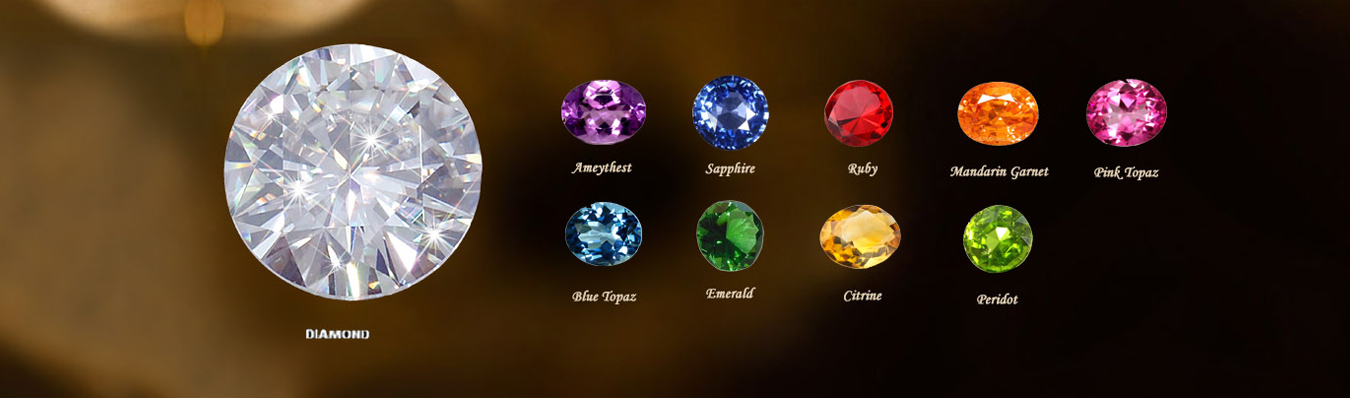 Ameythest
Sapphire
Ruby
Mandarin Garnet
Pink Topaz
Blue Topaz
Emerald
Citrine
Peridot
DIAMOND